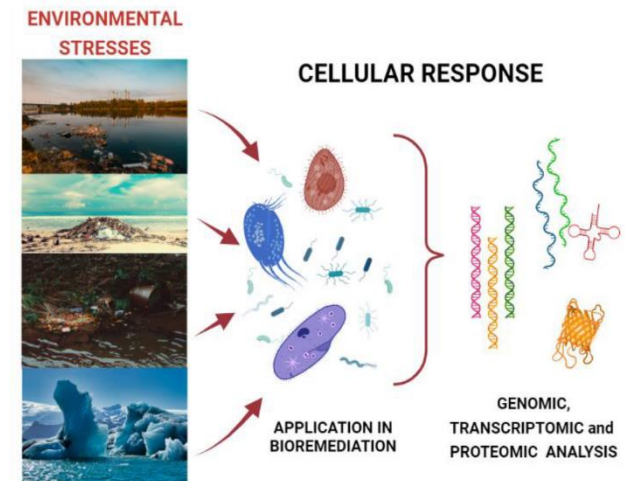 ENVIRONMENTAL
STRESSES
CELLULAR RESPONSE
APPLICATION IN
BIOREMEDIATION
GENOMIC,
TRANSCRIPTOMIC and
PROTEOMIC ANALYSIS